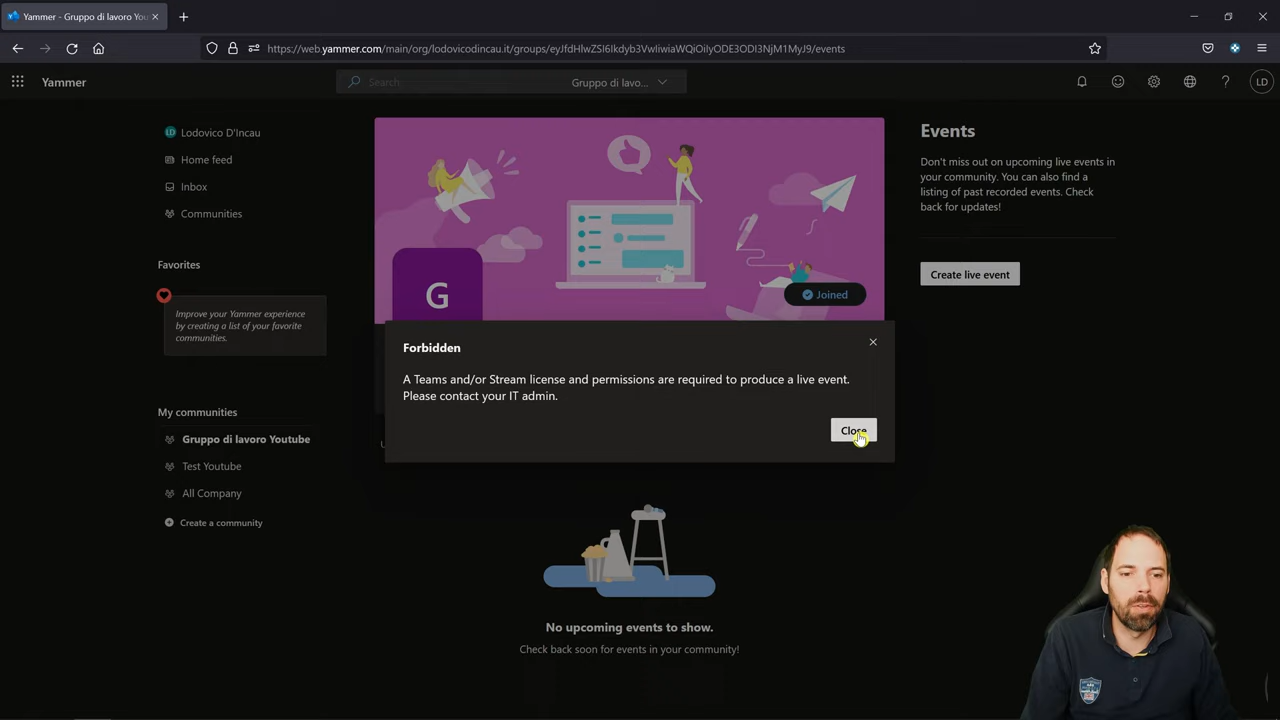 Yammer - Gruppo di lavoro You
https://web.yammer.com/main/org/lodovicodincau.it/groups/eyJfdHlwZSI6Ikdyb3VwIiwiaWQiOiIyODE3ODI3NjM1MyJ9/events
Yammer
Search
Gruppo di lavo...
LD
LD Lodovico D'Incau
Home feed
Inbox
Communities
Favorites
Improve your Yammer experience
by creating a list of your favorite
communities.
My communities
Gruppo di lavoro Youtube
Test Youtube
All Company
Create a community
G
Joined
Events
Don't miss out on upcoming live events in
your community. You can also find a
listing of past recorded events. Check
back for updates!
Create live event
Forbidden
A Teams and/or Stream license and permissions are required to produce a live event.
Please contact your IT admin.
Close
No upcoming events to show.
Check back soon for events in your community!